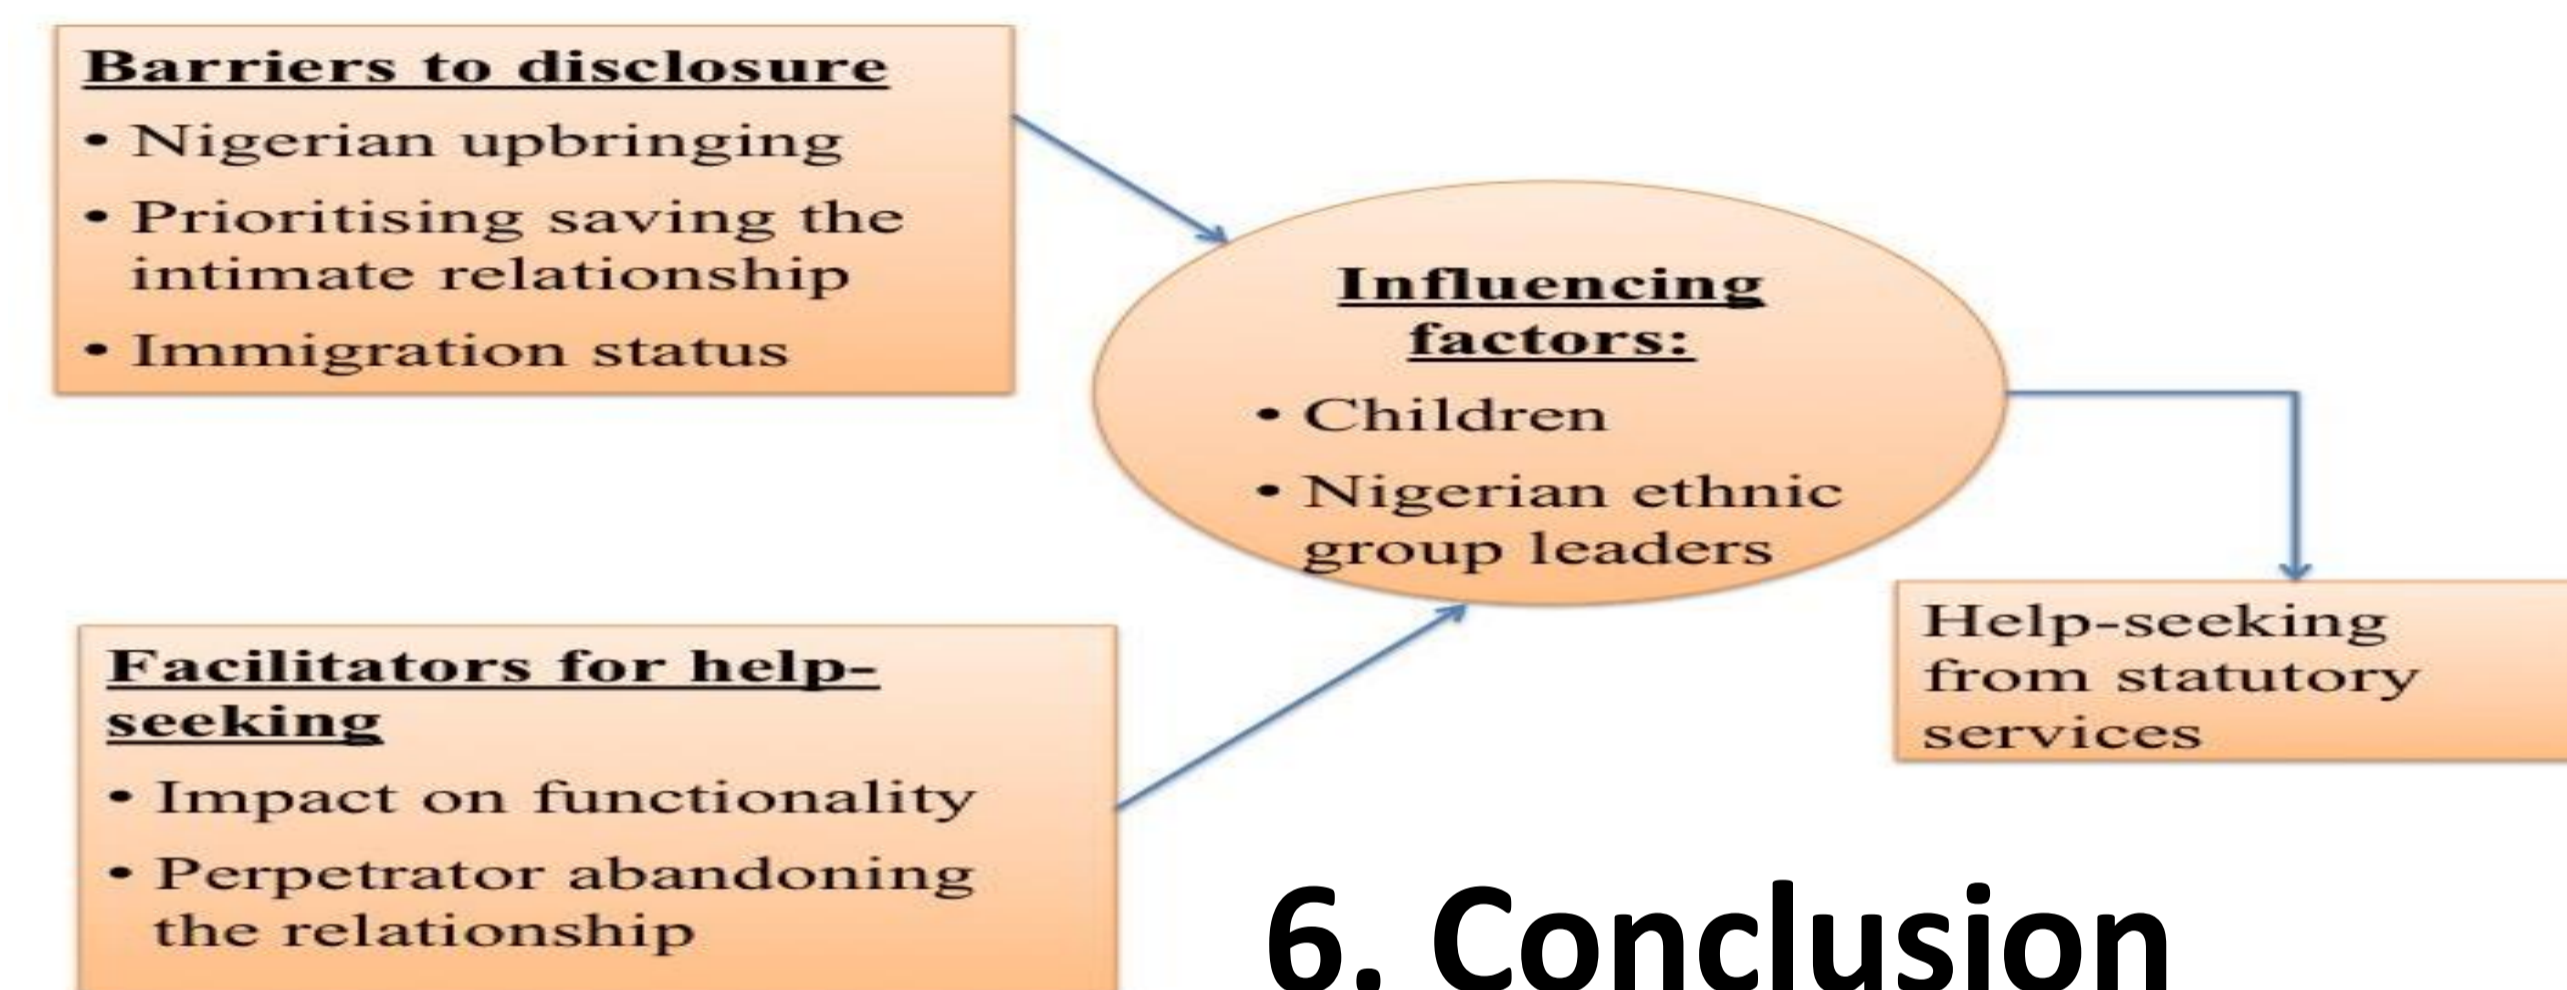 Barriers to disclosure
• Nigerian upbringing
• Prioritising saving the
intimate relationship
• Immigration status
Influencing
factors:
• Children
• Nigerian ethnic
group leaders
Facilitators for help-
seeking
• Impact on functionality
• Perpetrator abandoning
the relationship
Help-seeking
from statutory
services
6. Conclusion